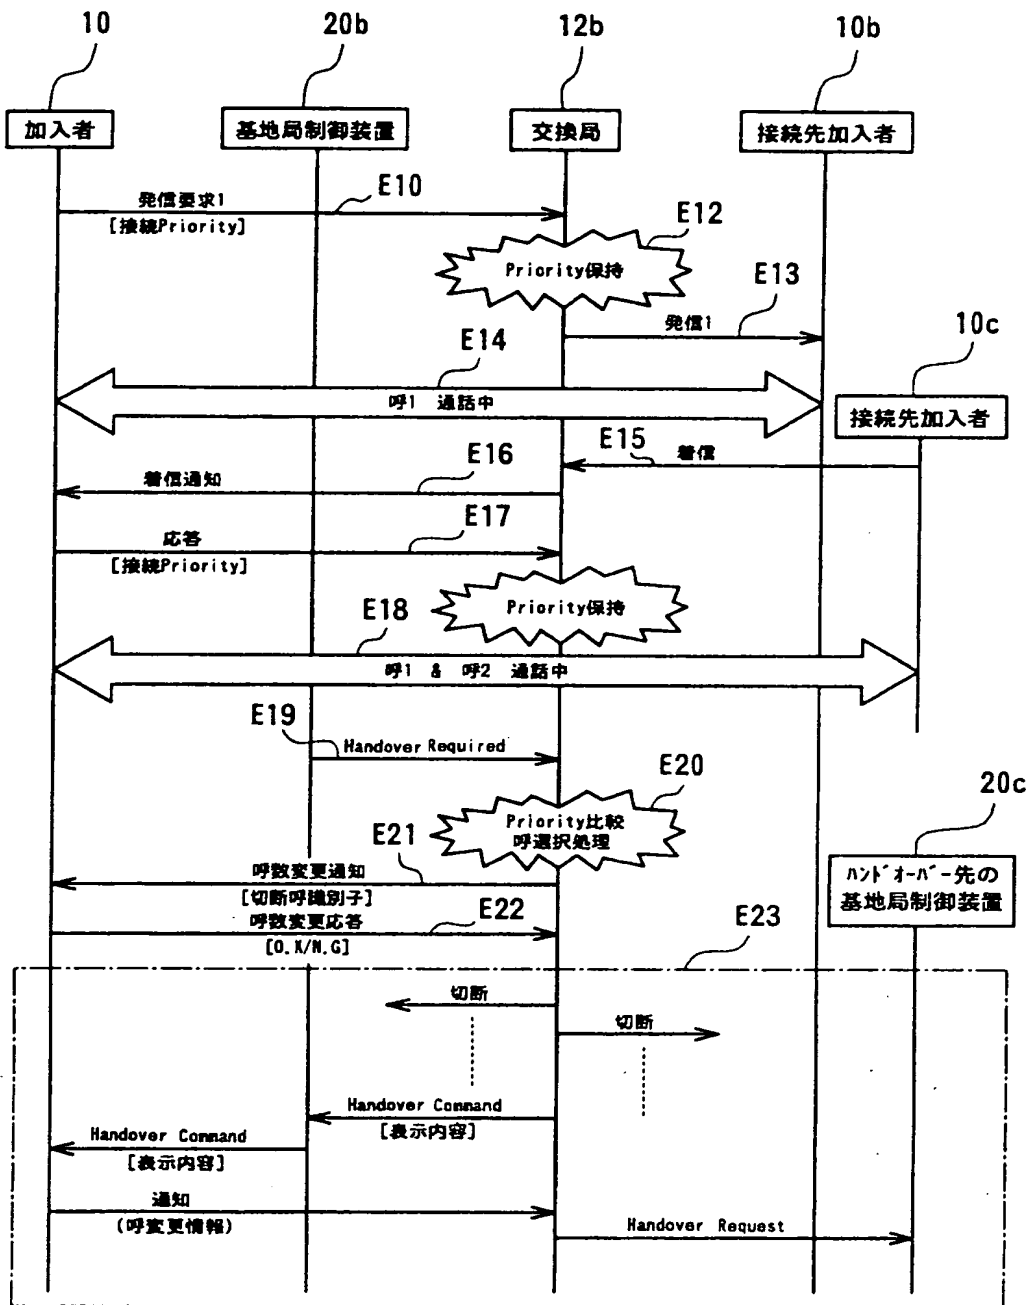 10
20b
12b
10b
加入者
基地局制御装置
交換局
接続先加入者
発信要求1
[接続Priority]
E10
E12
Priority保持
E13
発信1
10c
E14
呼1 通話中
接続先加入者
E15
着信
E16
着信通知
E17
応答
[接続Priority]
Priority保持
E18
呼1 & 呼2 通話中
E19
Handover Required
E20
Priority比較
呼選択処理
20c
E21
呼数変更通知
[切断呼識別子]
ハンドオーバー先の
基地局制御装置
呼数変更応答
[O.K/N.G]
E22
E23
切断
切断
Handover Command
[表示内容]
Handover Command
[表示内容]
通知
(呼変更情報)
Handover Request